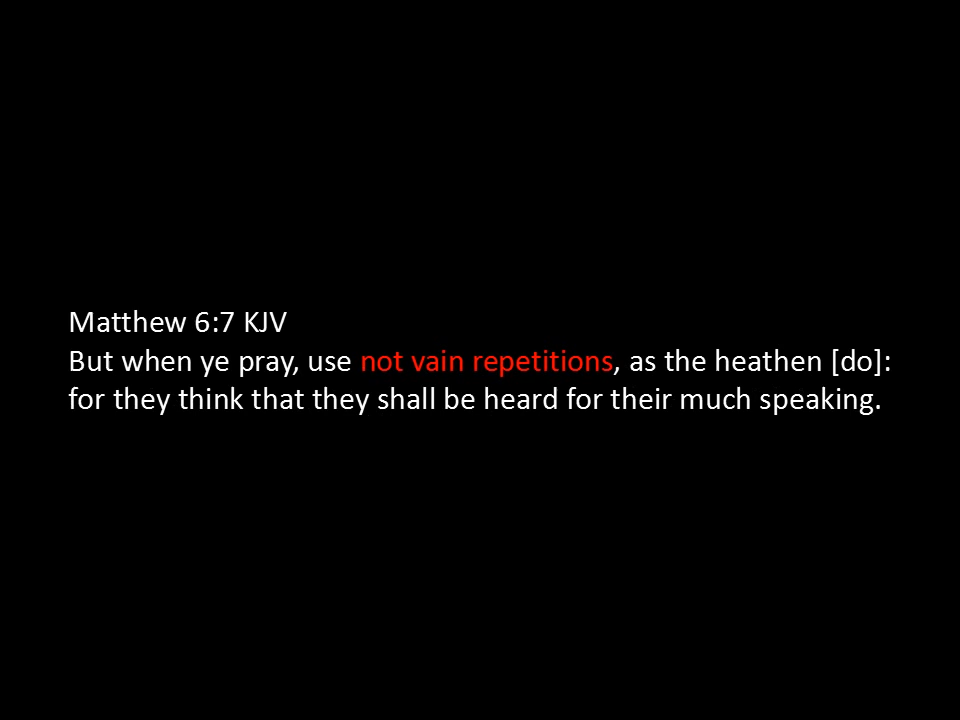 Matthew 6:7 KJV
But when ye pray, use not vain repetitions, as the heathen [do]:
for they think that they shall be heard for their much speaking.